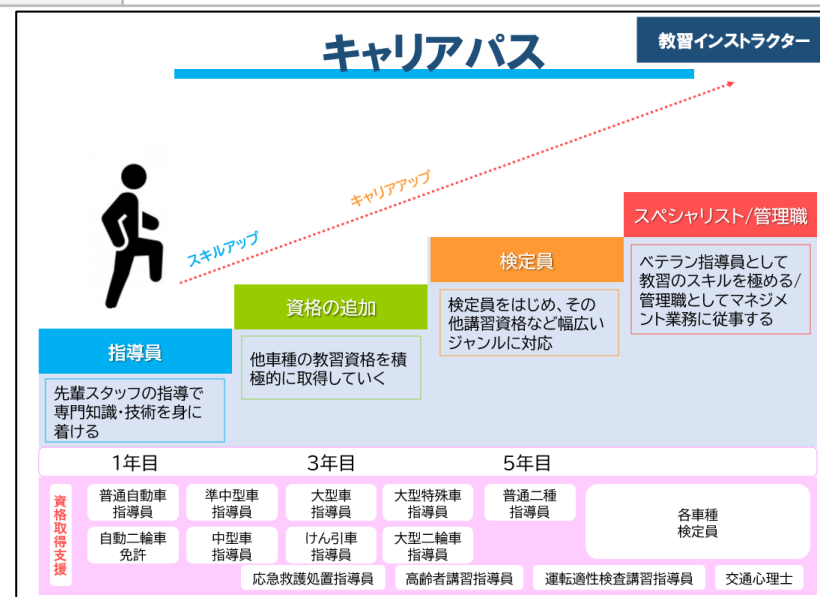 キャリアパス
教習インストラクター
キャリアアップ
スキルアップ
スペシャリスト/管理職
ベテラン指導員として
教習のスキルを極める/
管理職としてマネジメ
ント業務に従事する
検定員
検定員をはじめ、その
他講習資格など幅広い
ジャンルに対応
資格の追加
他車種の教習資格を積
極的に取得していく
指導員
先輩スタッフの指導で
専門知識・技術を身に
着ける
1年目
3年目
5年目
資格取得支援
普通自動車
指導員
準中型車
指導員
大型車
指導員
大型特殊車
指導員
普通二種
指導員
各車種
検定員
自動二輪車
免許
中型車
指導員
けん引車
指導員
大型二輪車
指導員
応急救護処置指導員
高齢者講習指導員
運転適性検査講習指導員
交通心理士